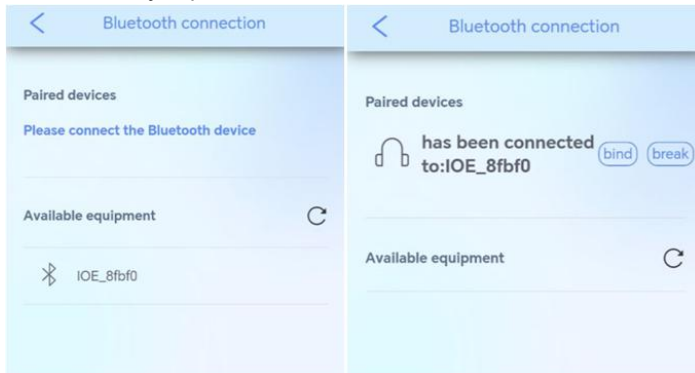 Bluetooth connection
Paired devices
Please connect the Bluetooth device
Available equipment
IOE_8fbf0
Bluetooth connection
Paired devices
has been connected
to:IOE_8fbf0
bind break
Available equipment